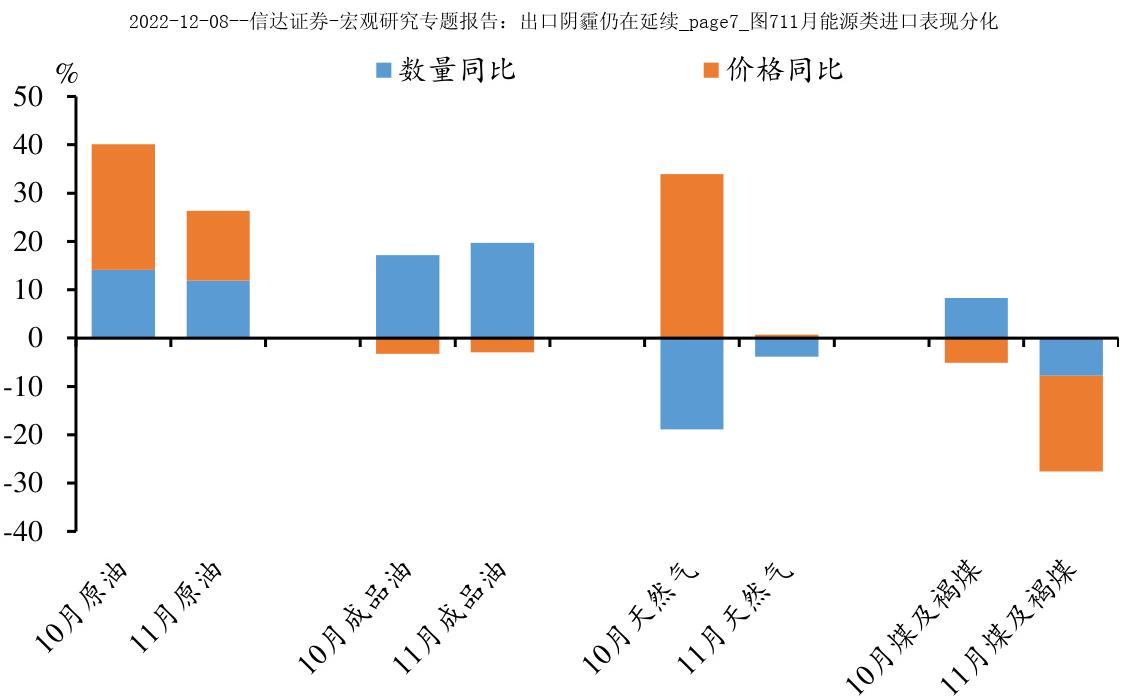 2022-12-08--信达证券-宏观研究专题报告：出口阴霾仍在延续_page7_图711月能源类进口表现分化
%
数量同比 价格同比
50
40
30
20
10
0
-10
-20
-30
-40
10月原油
11月原油
10月成品油
11月成品油
10月天然气
11月天然气
10月煤及褐煤
11月煤及褐煤